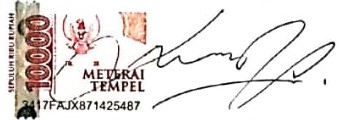 SEPULUH RIBU RUPIAH
10000
METERAI
TEMPEL
3417FAJX871425487